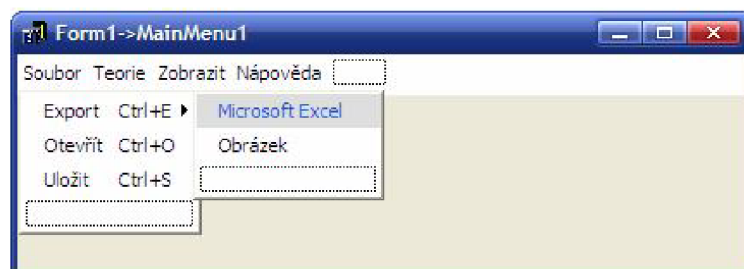 Form1->MainMenu1
Soubor Teorie Zobrazit Nápověda
Export Ctrl+E Microsoft Excel
Otevřít Ctrl+O Obrázek
Uložit Ctrl+S